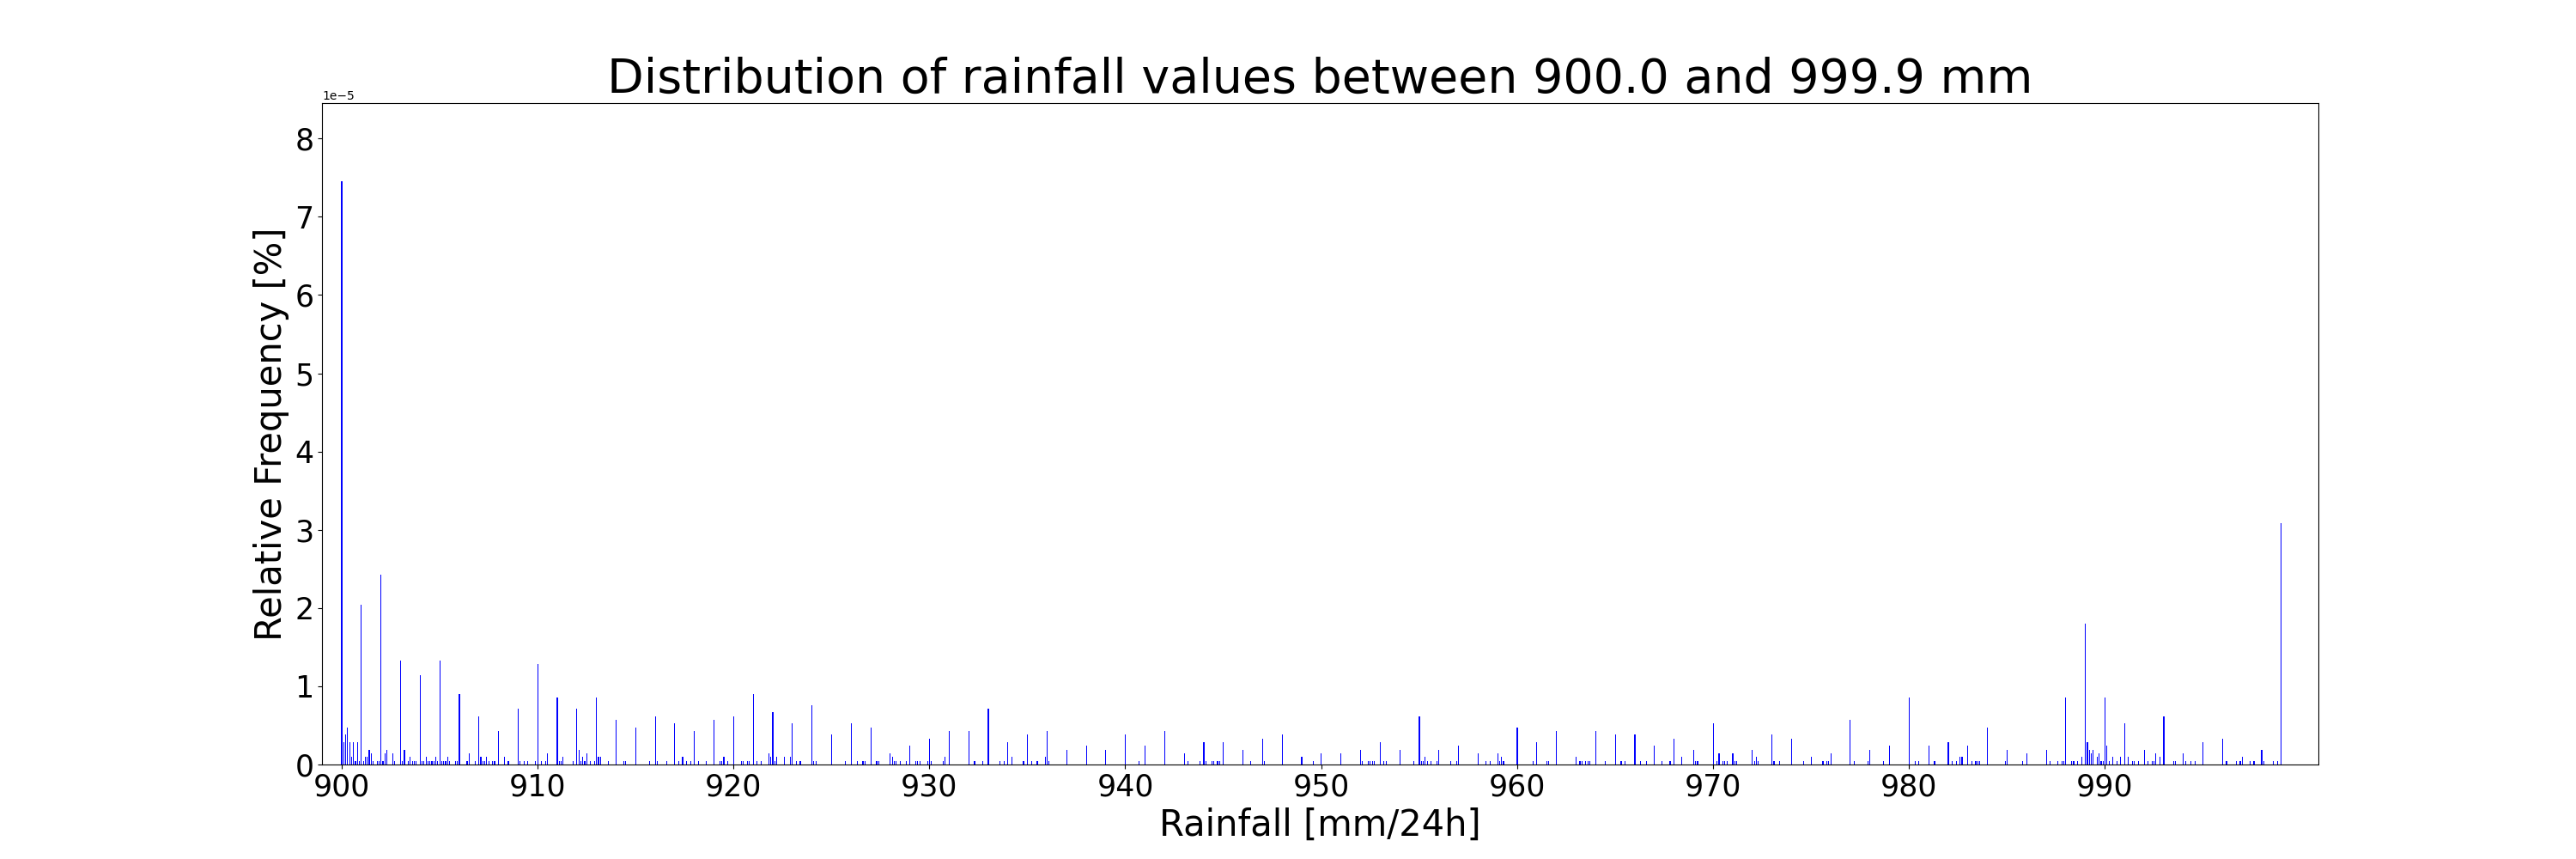 Distribution of rainfall values between 900.0 and 999.9 mm
1e−5
8
7
6
5
4
3
2
1
0
Relative Frequency [%]
900 910 920 930 940 950 960 970 980 990
Rainfall [mm/24h]